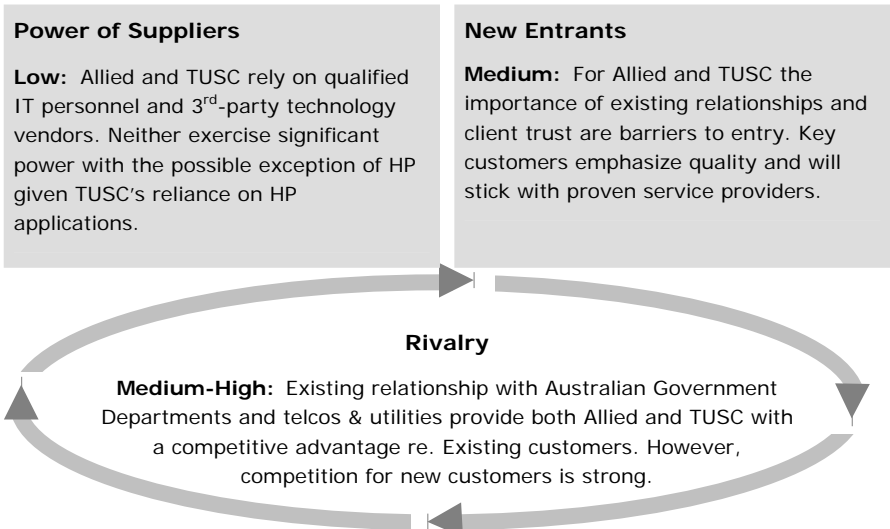 Power of Suppliers
Low: Allied and TUSC rely on qualified
IT personnel and 3rd-party technology
vendors. Neither exercise significant
power with the possible exception of HP
given TUSC's reliance on HP
applications.
New Entrants
Medium: For Allied and TUSC the
importance of existing relationships and
client trust are barriers to entry. Key
customers emphasize quality and will
stick with proven service providers.
Rivalry
Medium-High: Existing relationship with Australian Government
Departments and telcos & utilities provide both Allied and TUSC with
a competitive advantage re. Existing customers. However,
competition for new customers is strong.